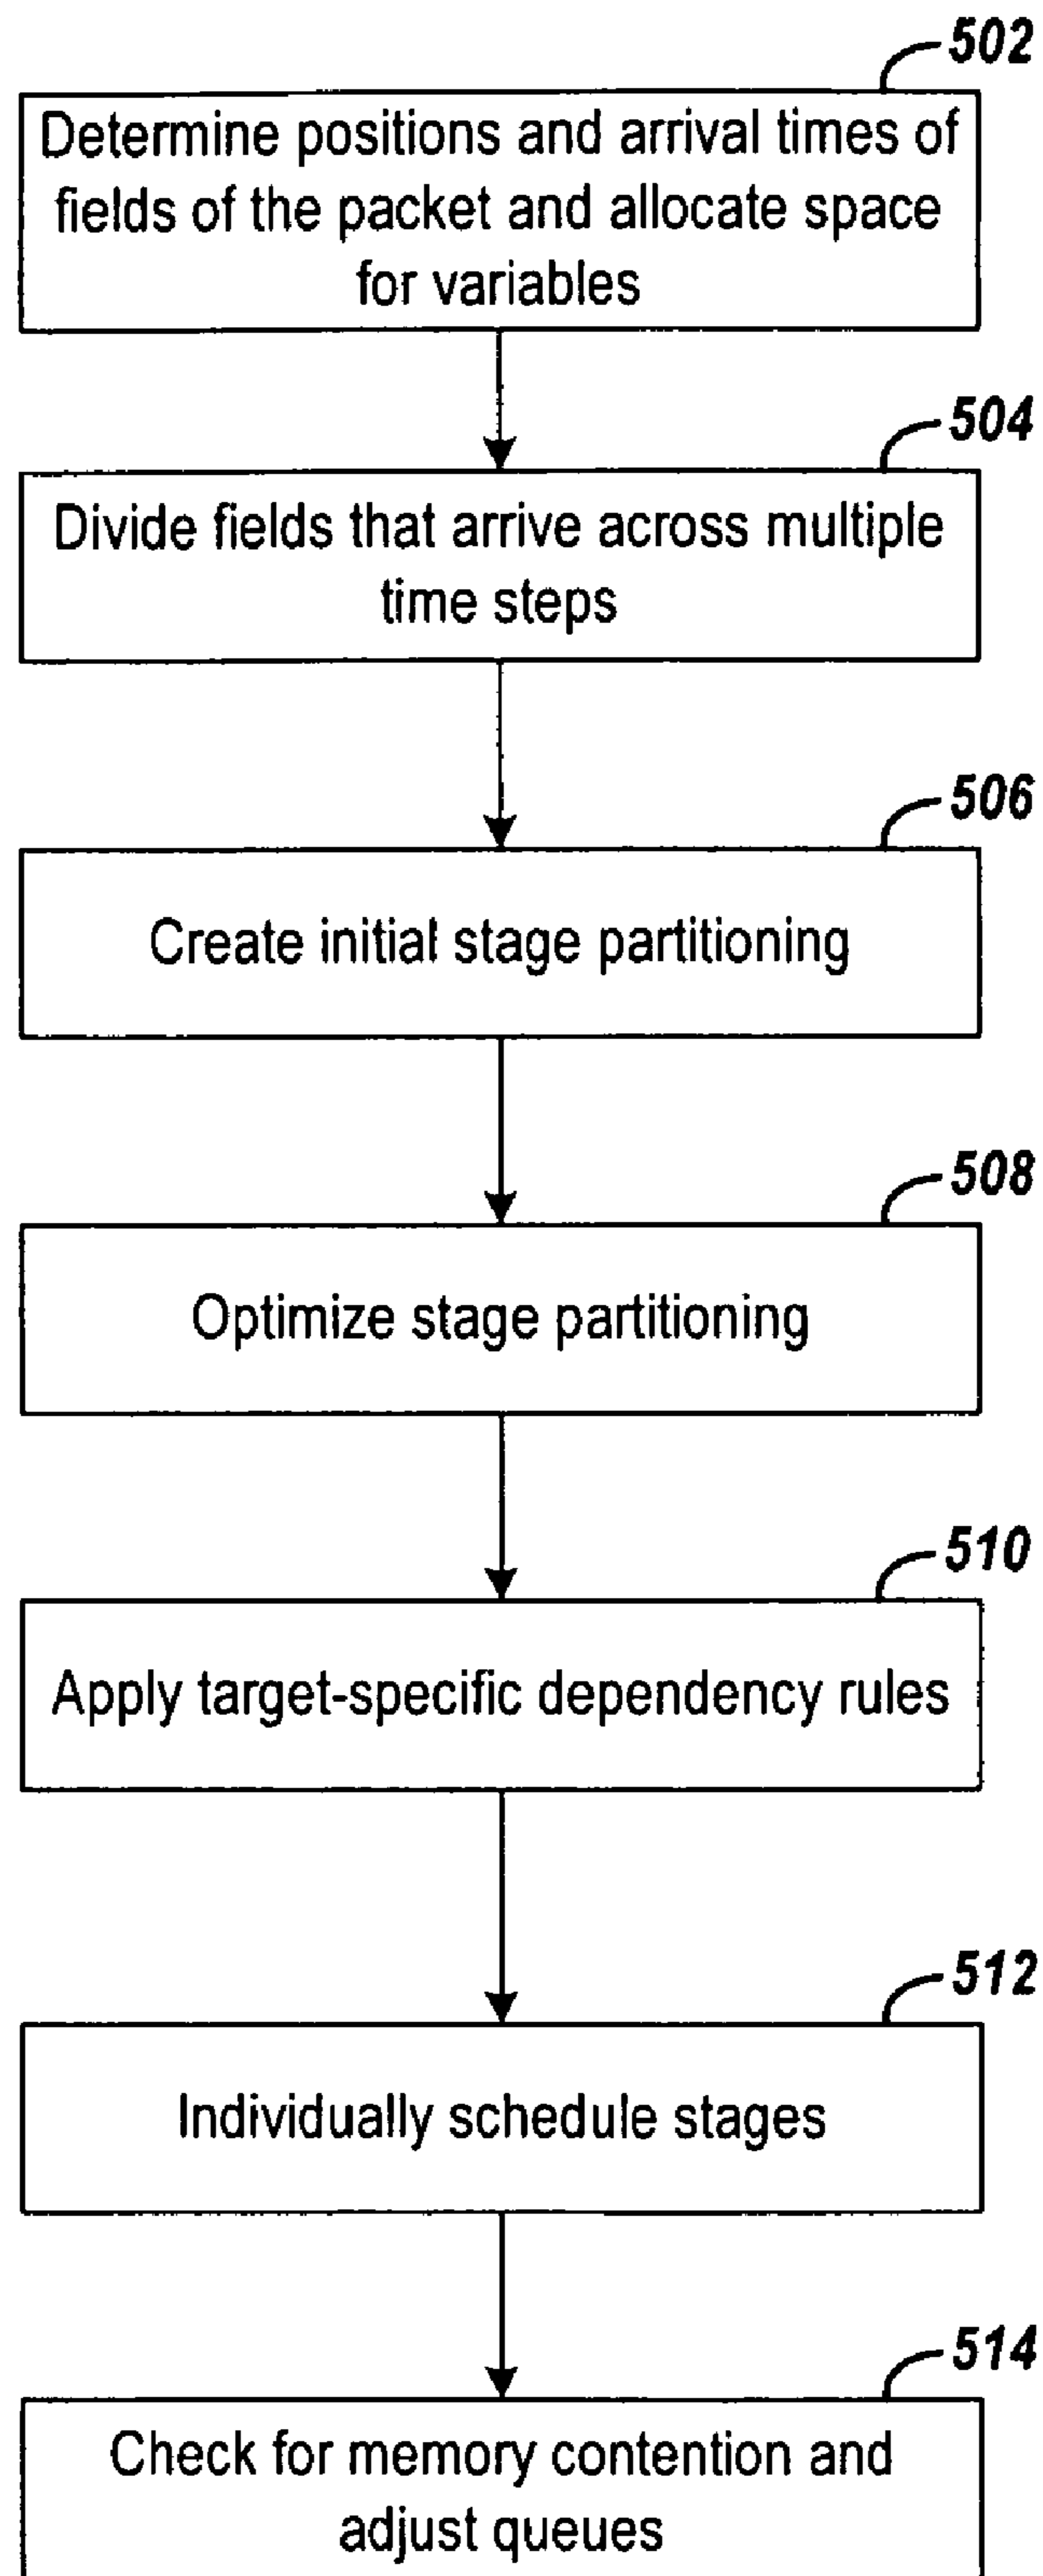 502
Determine positions and arrival times of
fields of the packet and allocate space
for variables
504
Divide fields that arrive across multiple
time steps
506
Create initial stage partitioning
508
Optimize stage partitioning
510
Apply target-specific dependency rules
512
Individually schedule stages
514
Check for memory contention and
adjust queues